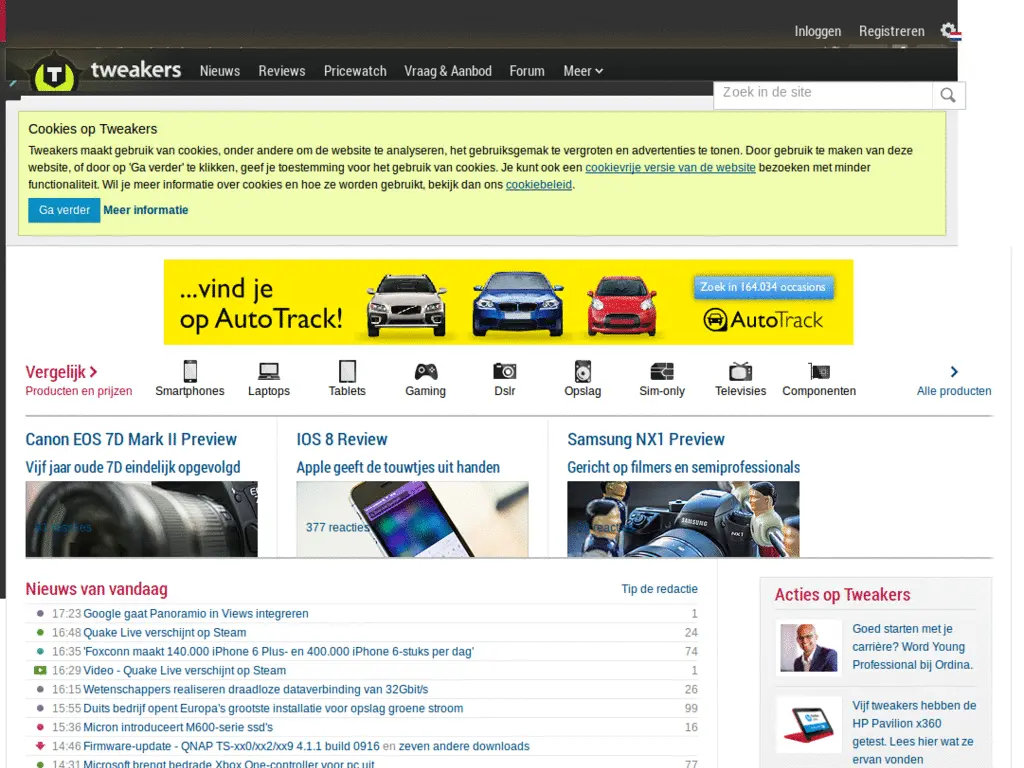 Inloggen Registreren
tweakers Nieuws Reviews Pricewatch Vraag & Aanbod Forum Meer
Zoek in de site
Cookies op Tweakers
Tweakers maakt gebruik van cookies, onder andere om de website te analyseren, het gebruiksgemak te vergroten en advertenties te tonen. Door gebruik te maken van deze
website, of door op 'Ga verder' te klikken, geef je toestemming voor het gebruik van cookies. Je kunt ook een cookievrije versie van de website bezoeken met minder
functionaliteit. Wil je meer informatie over cookies en hoe ze worden gebruikt, bekijk dan ons cookiebeleid.
Ga verder Meer informatie
...vind je
op AutoTrack!
Zoek in 164.034 occasions
AutoTrack
Vergelijk
Producten en prijzen
Smartphones Laptops Tablets Gaming Dslr Opslag Sim-only Televisies Componenten Alle producten
Canon EOS 7D Mark II Preview
Vijf jaar oude 7D eindelijk opgevolgd
IOS 8 Review
Apple geeft de touwtjes uit handen
377 reacties
Samsung NX1 Preview
Gericht op filmers en semiprofessionals
SAMSUNG
NX1
Nieuws van vandaag Tip de redactie
17:23 Google gaat Panoramio in Views integreren 1
16:48 Quake Live verschijnt op Steam 24
16:35 'Foxconn maakt 140.000 iPhone 6 Plus- en 400.000 iPhone 6-stuks per dag' 74
16:29 Video - Quake Live verschijnt op Steam 1
16:15 Wetenschappers realiseren draadloze dataverbinding van 32Gbit/s 26
15:55 Duits bedrijf opent Europa's grootste installatie voor opslag groene stroom 99
15:36 Micron introduceert M600-serie ssd's 16
14:46 Firmware-update - QNAP TS-xx0/xx2/xx9 4.1.1 build 0916 en zeven andere downloads
14:31 Microsoft brengt bedrade Xbox One-controller voor pc uit 77
Acties op Tweakers
Goed starten met je
carrière? Word Young
Professional bij Ordina.
Vijf tweakers hebben de
HP Pavilion x360
getest. Lees hier wat ze
ervan vonden